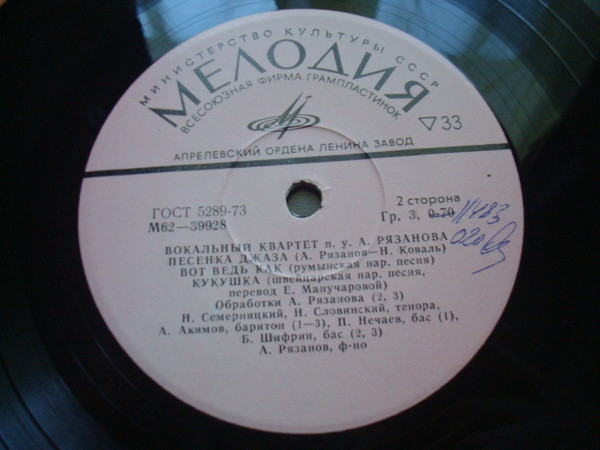 МИНИСТЕРСТВО КУЛЬТУРЫ СССР
МЕЛОДИЯ
ВСЕСОЮЗНАЯ ФИРМА ГРАМПЛАСТИНОК
▽33
АПРЕЛЕВСКИЙ ОРДЕНА ЛЕНИНА ЗАВОД
ГОСТ 5289-73
М62—39928
2 сторона
Гр. 3. 0-70
ВОКАЛЬНЫЙ КВАРТЕТ п. у. А. РЯЗАНОВА
ПЕСЕНКА ДЖАЗА (А. Рязанов—Н. Коваль)
ВОТ ВЕДЬ КАК (румынская нар. песня)
КУКУШКА (швейцарская нар. песня,
перевод Е. Манучаровой)
Обработки А. Рязанова (2, 3)
Н. Семерницкий, Н. Словинский, тенора,
А. Акимов, баритон (1—3), П. Нечаев, бас (1),
Б. Шифрин, бас (2, 3)
А. Рязанов, ф-но